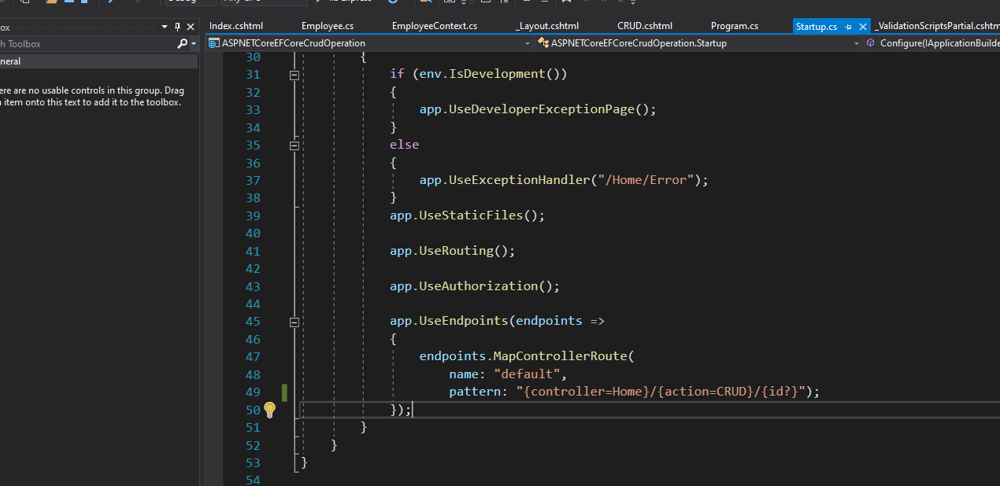 Index.cshtml Employee.cs EmployeeContext.cs _Layout.cshtml CRUD.cshtml Program.cs Startup.cs _ValidationScriptsPartial.cshtm
ox
ASPNETCoreEFCoreCrudOperation ASPNETCoreEFCoreCrudOperation.Startup Configure(IApplicationBuilde
h Toolbox
neral
ere are no usable controls in this group. Drag
item onto this text to add it to the toolbox.
30 {
31 if (env.IsDevelopment())
32 {
33 app.UseDeveloperExceptionPage();
34 }
35 else
36 {
37 app.UseExceptionHandler("/Home/Error");
38 }
39 app.UseStaticFiles();
40
41 app.UseRouting();
42
43 app.UseAuthorization();
44
45 app.UseEndpoints(endpoints =>
46 {
47 endpoints.MapControllerRoute(
48 name: "default",
49 pattern: "{controller=Home}/{action=CRUD}/{id?}");
50 });
51 }
52 }
53 }
54